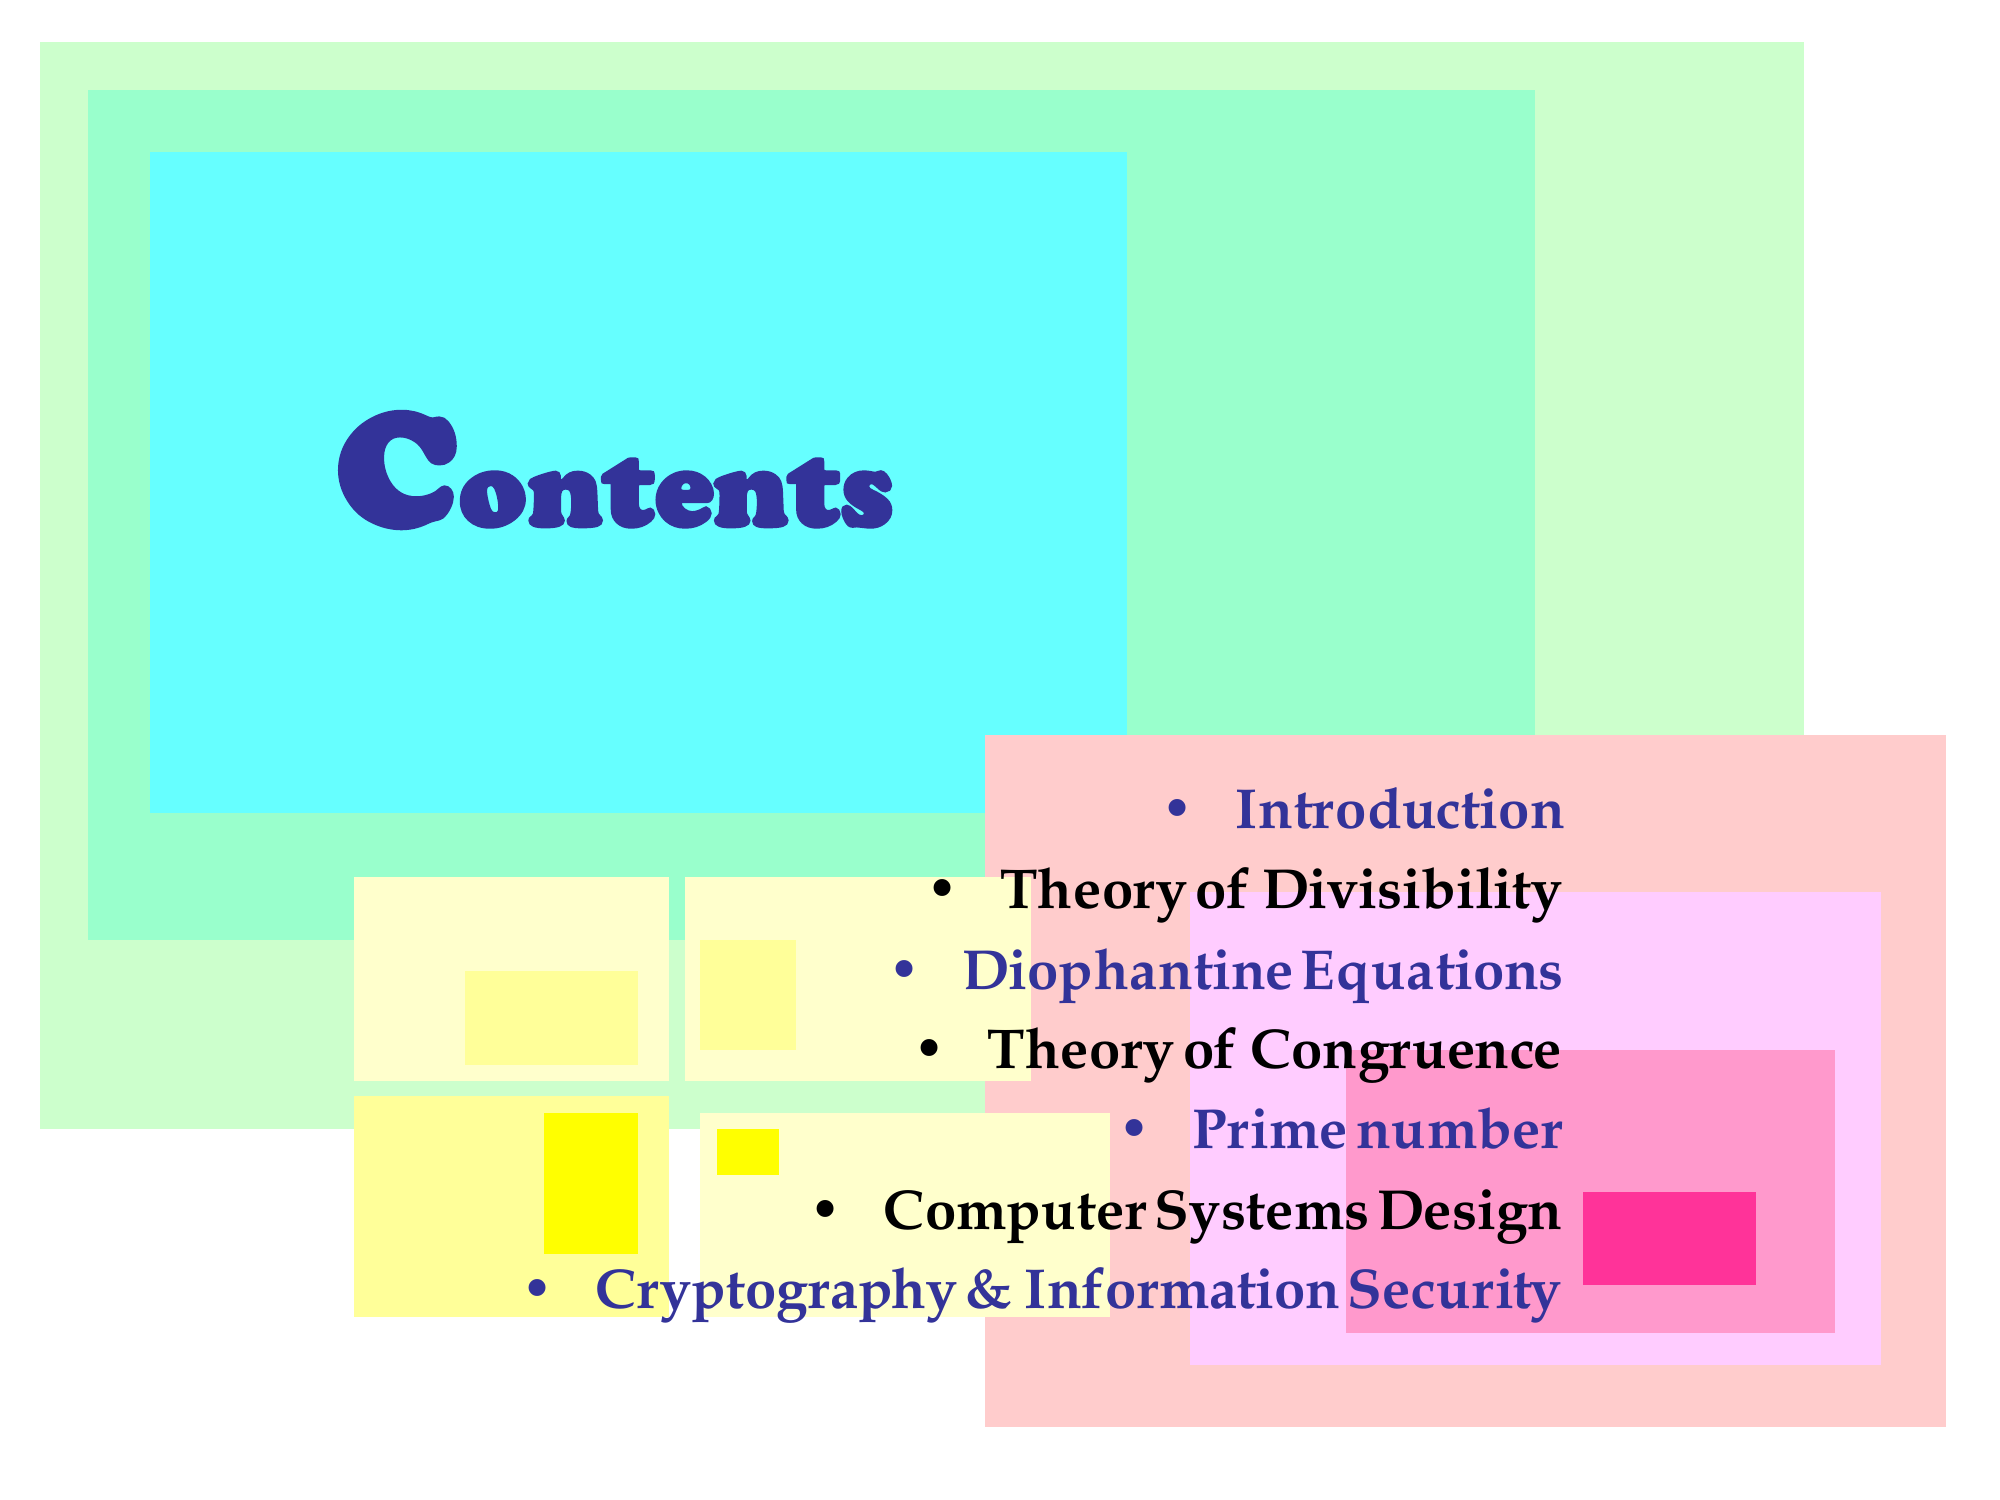 Contents
• Introduction
• Theory of Divisibility
• Diophantine Equations
• Theory of Congruence
• Prime number
• Computer Systems Design
• Cryptography & Information Security